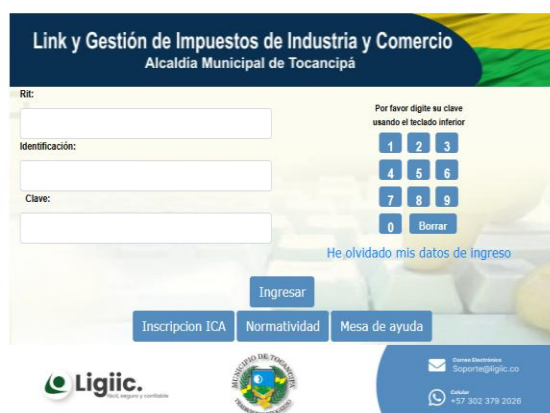 Link y Gestión de Impuestos de Industria y Comercio
Alcaldía Municipal de Tocancipá
Rit:
Identificación:
Clave:
Por favor digite su clave
usando el teclado inferior
1 2 3
4 5 6
7 8 9
0 Borrar
He olvidado mis datos de ingreso
Ingresar
Inscripcion ICA Normatividad Mesa de ayuda
Ligiic.
fácil, seguro y confiable
MUNICIPIO DE TOCANCIPÁ
Correo Electrónico
Soporte@ligiic.co
Celular
+57 302 379 2026